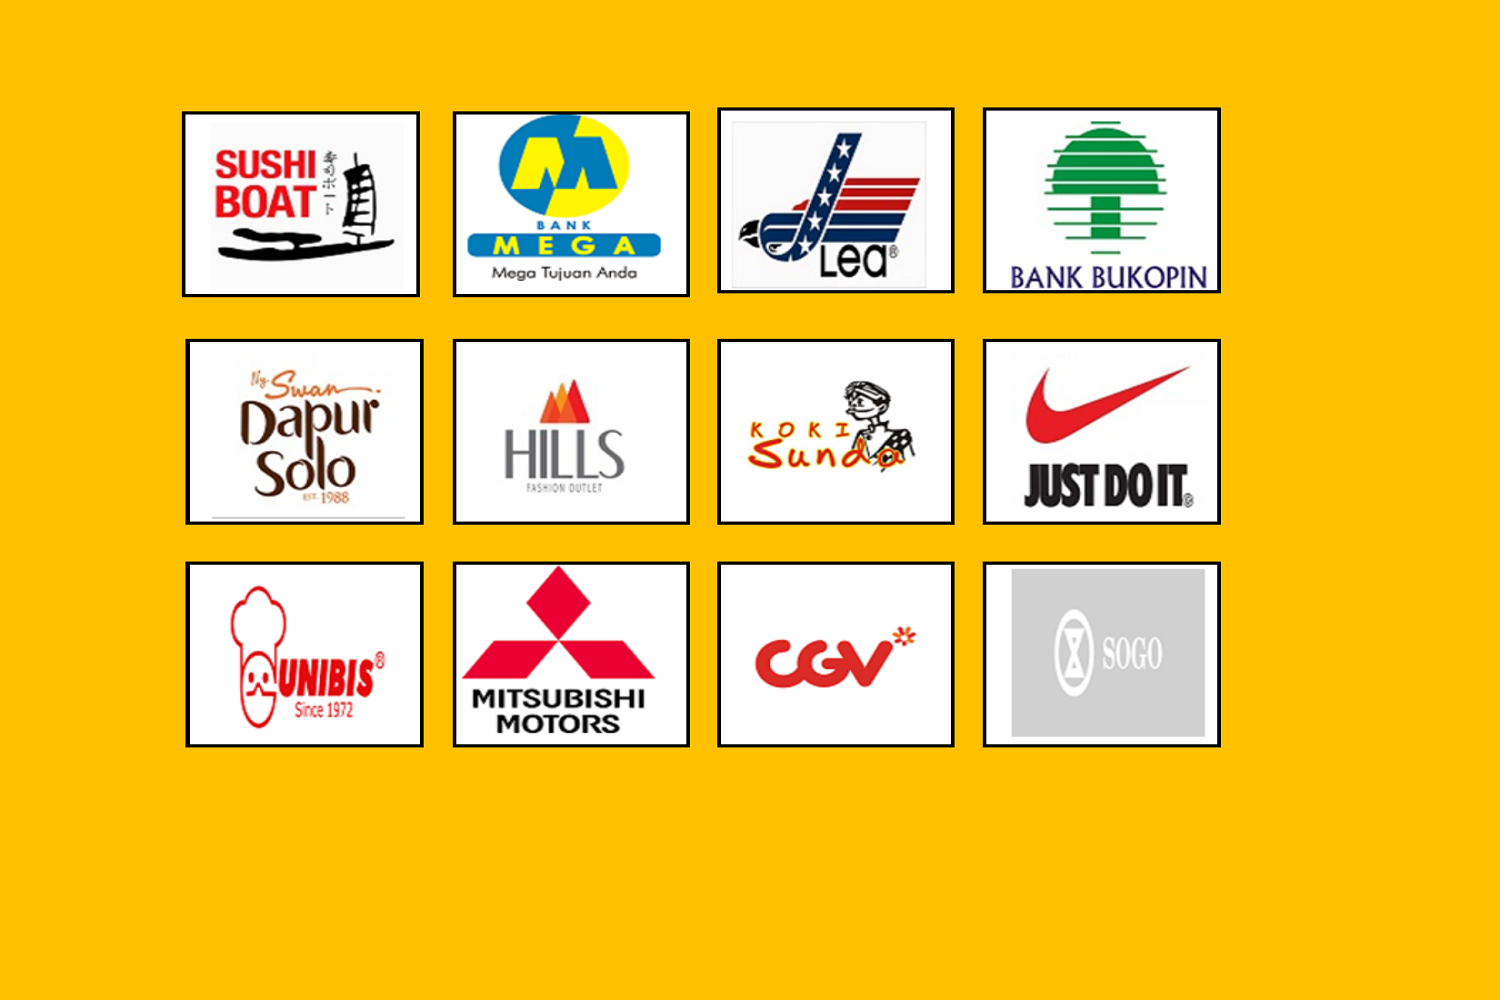 SUSHI
BOAT
BANK
MEGA
Mega Tujuan Anda
Lea®
BANK BUKOPIN
Ny. Swan
Dapur
Solo
EST. 1988
HILLS
FASHION OUTLET
KOKI
Sunda
JUST DO IT.®
UNIBIS®
Since 1972
MITSUBISHI
MOTORS
CGV
SOGO